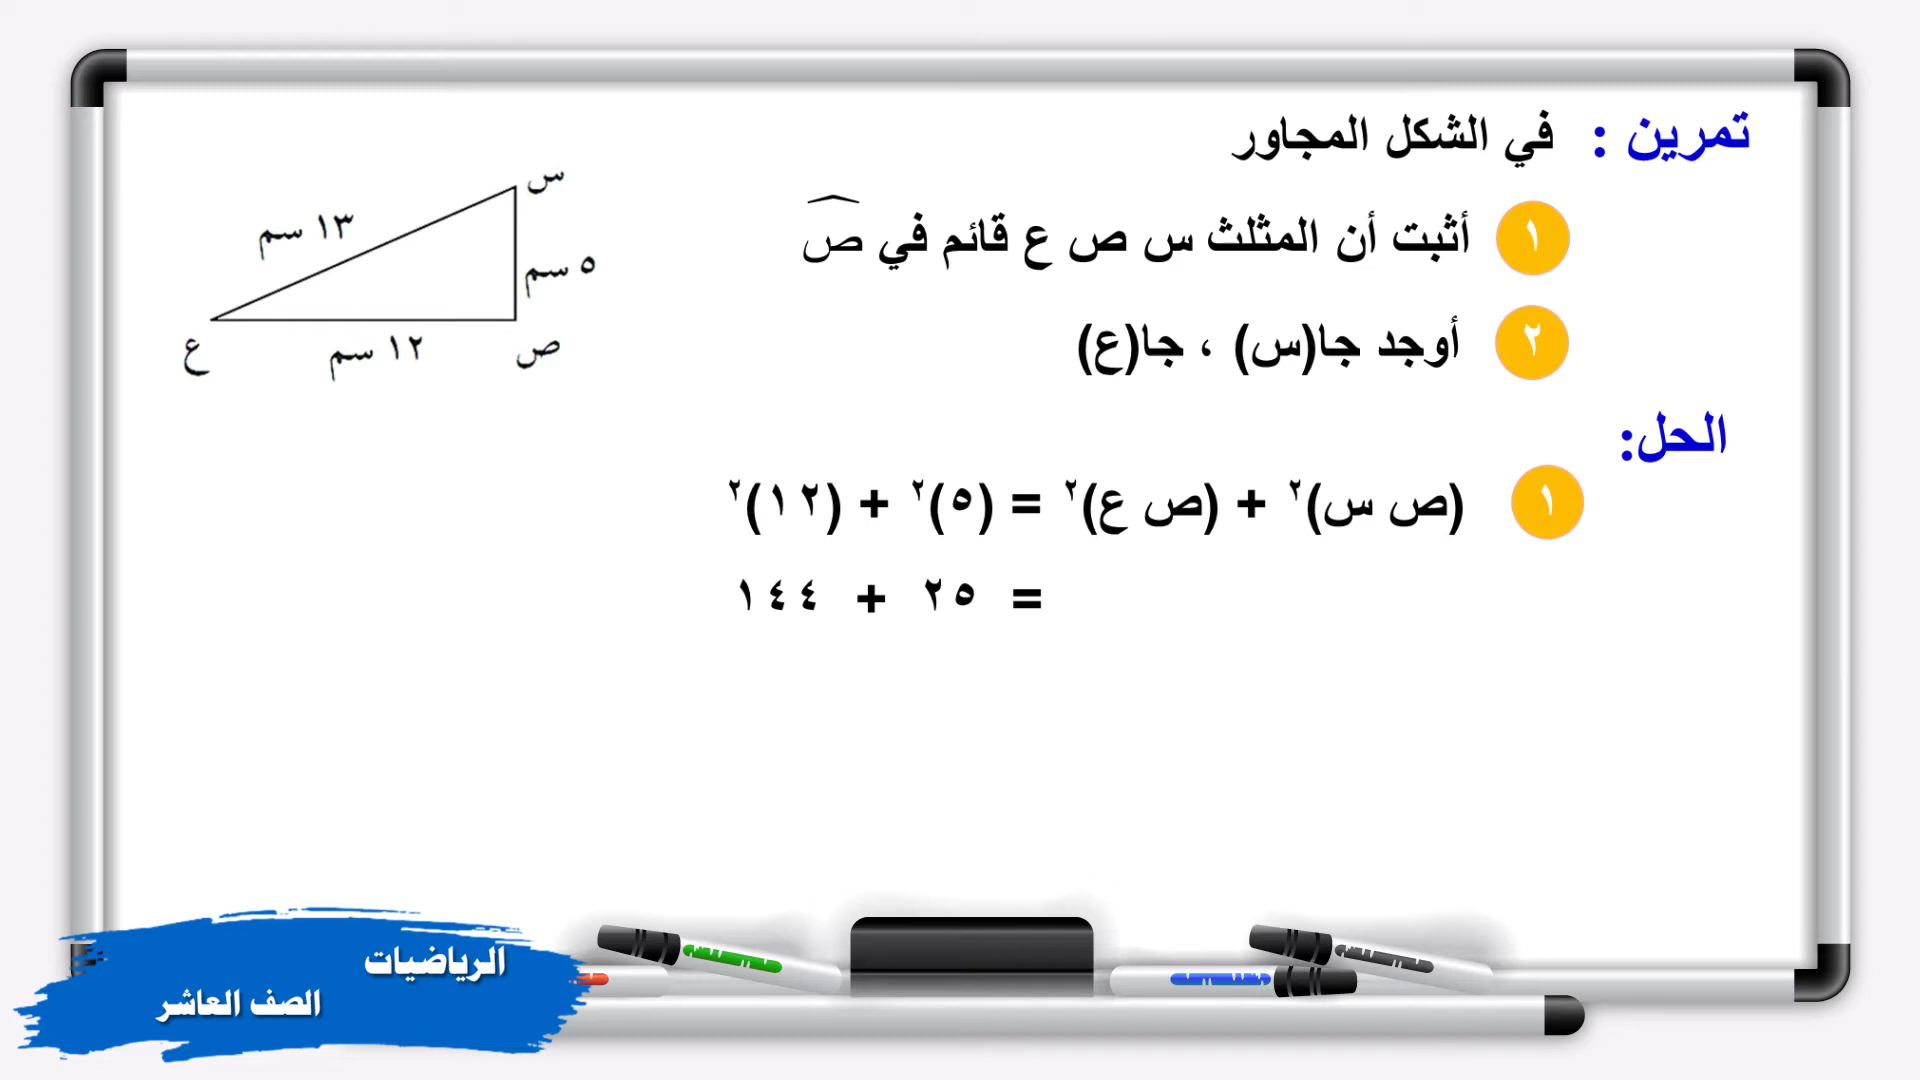 تمرين : في الشكل المجاور
١ أثبت أن المثلث س ص ع قائم في ص̂
٢ أوجد جا(س) ، جا(ع)
س
١٣ سم
٥ سم
ع
١٢ سم
ص
الحل:
١ (ص س)٢ + (ص ع)٢ = (٥)٢ + (١٢)٢
= ٢٥ + ١٤٤
الرياضيات
الصف العاشر